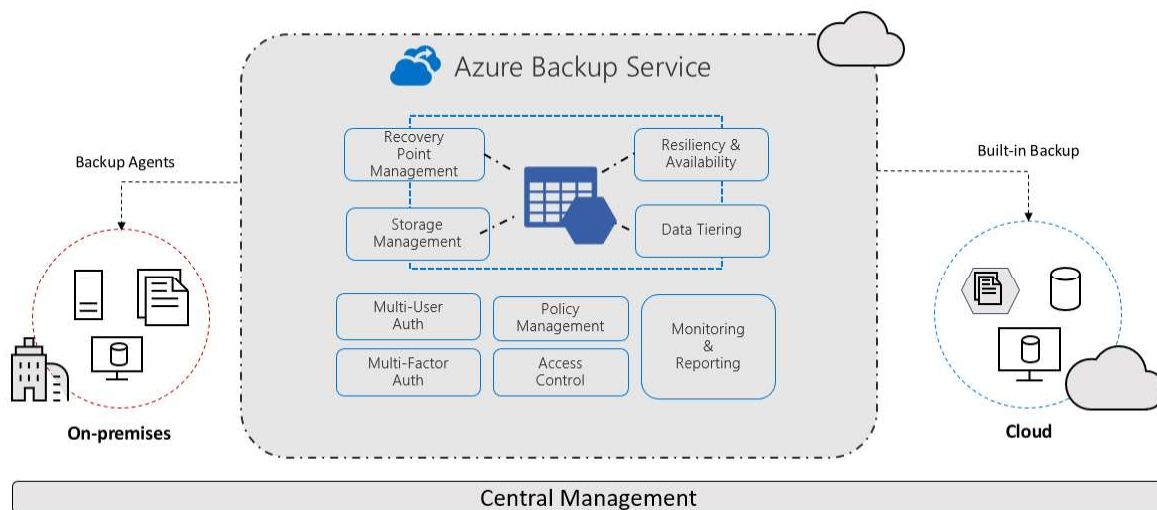 Azure Backup Service
Recovery
Point
Management
Resiliency &
Availability
Storage
Management
Data Tiering
Multi-User
Auth
Policy
Management
Monitoring
&
Reporting
Multi-Factor
Auth
Access
Control
Backup Agents
On-premises
Built-in Backup
Cloud
Central Management